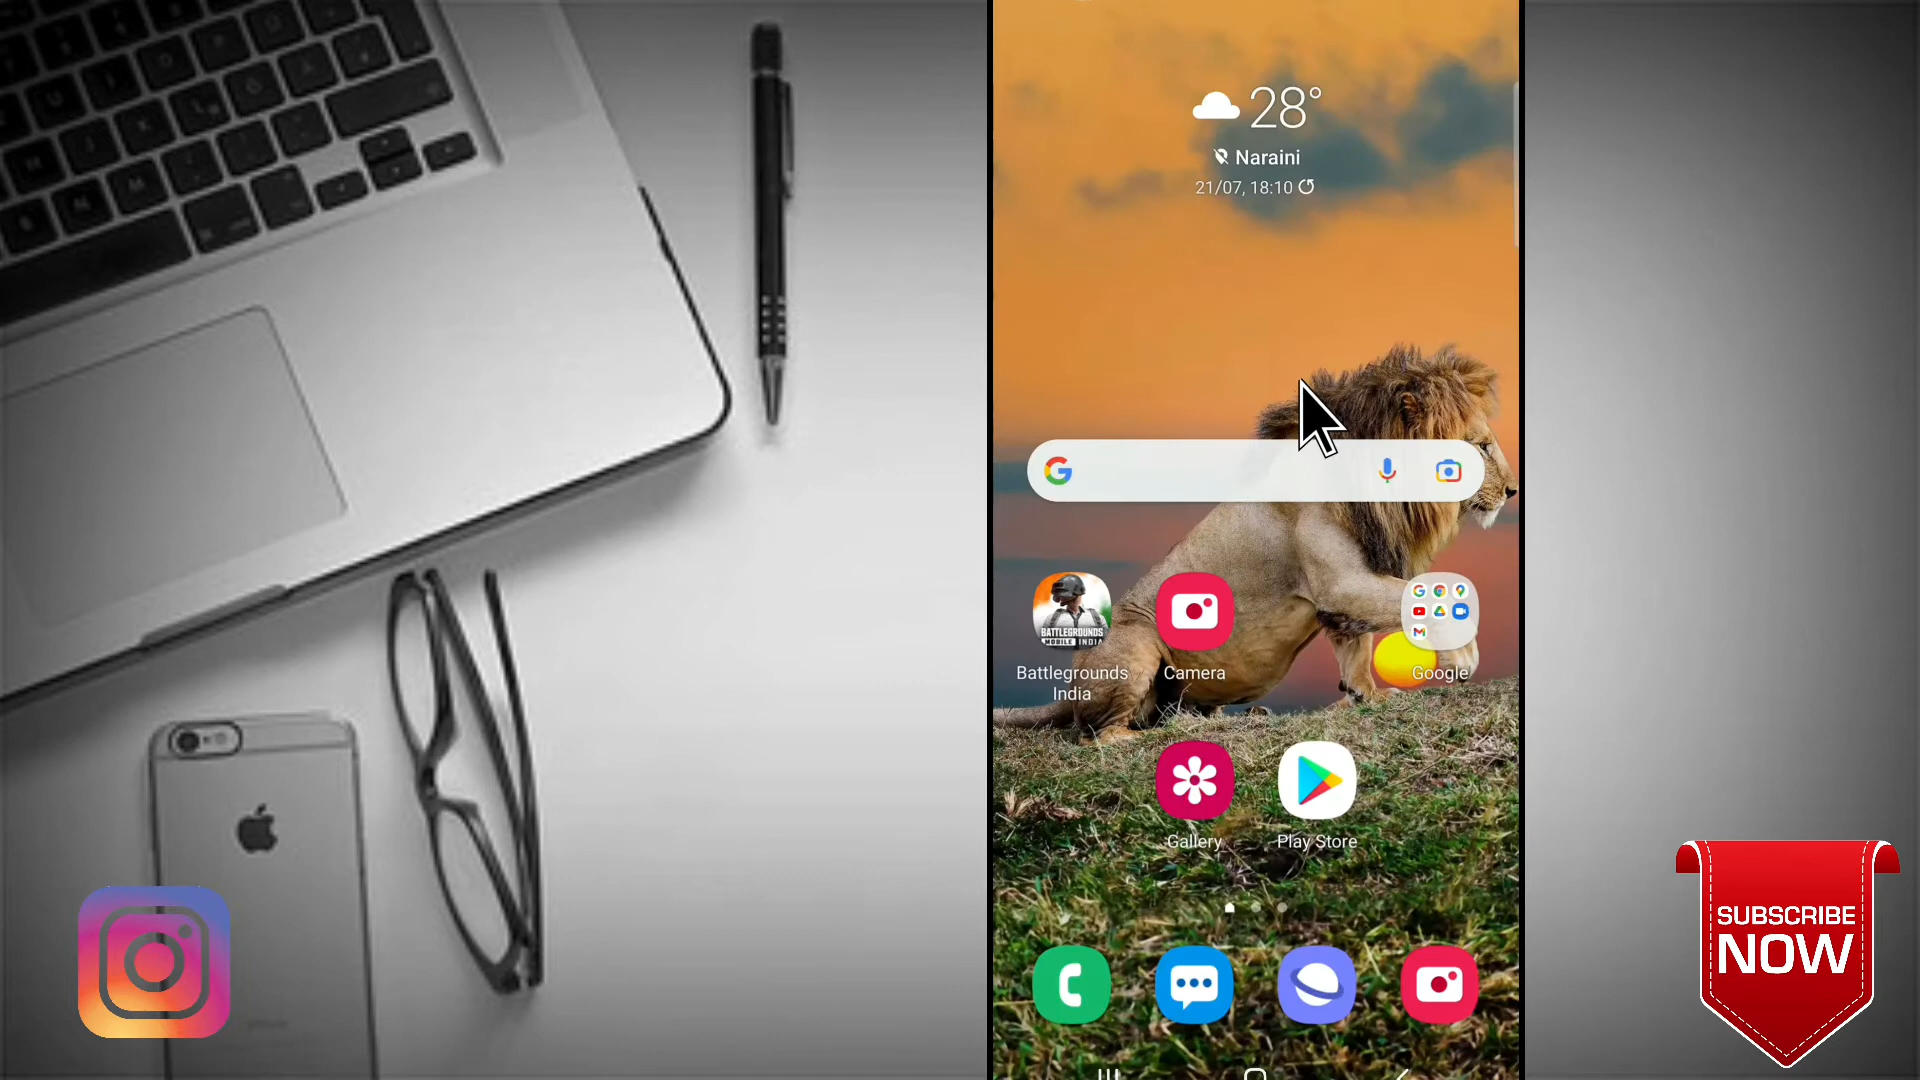 28°
Naraini
21/07, 18:10
BATTLEGROUNDS
MOBILE INDIA
Battlegrounds
India
Camera
Google
Gallery
Play Store
SUBSCRIBE
NOW